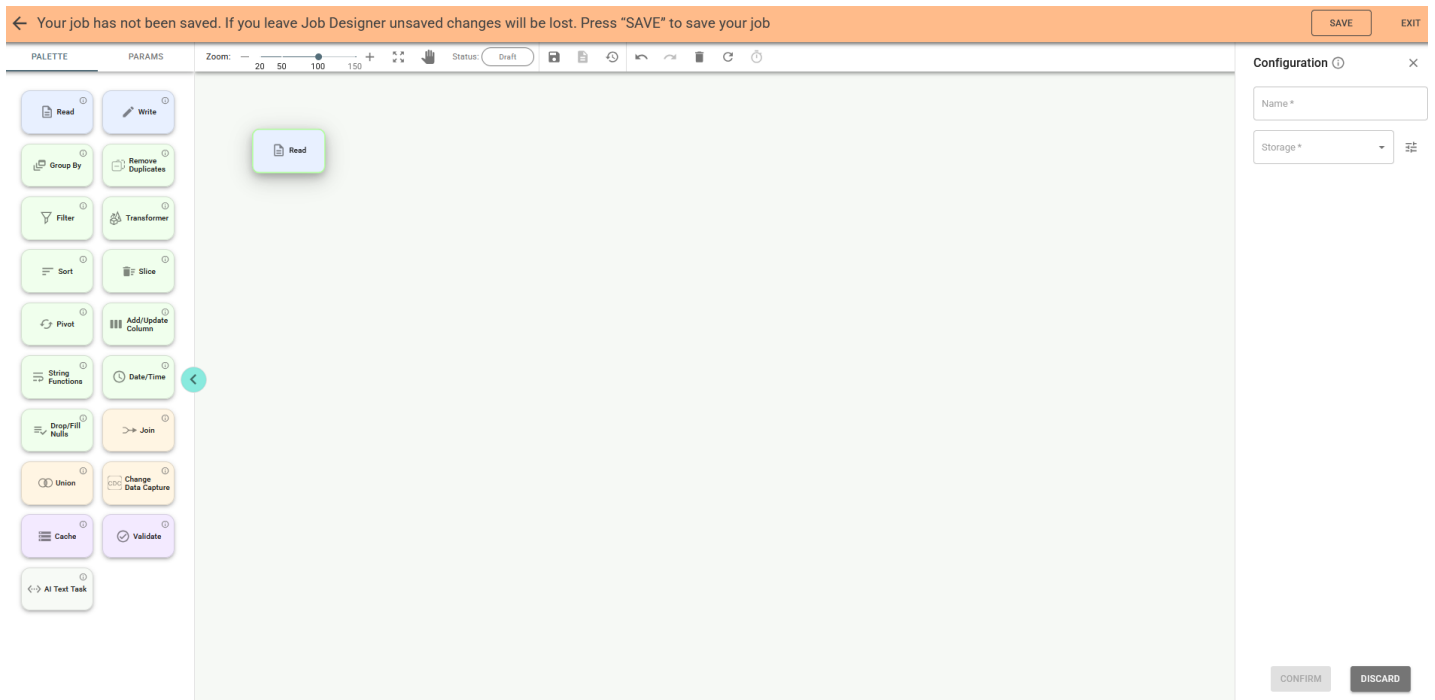 Your job has not been saved. If you leave Job Designer unsaved changes will be lost. Press “SAVE” to save your job
SAVE
EXIT
PALETTE
PARAMS
Zoom:
20 50 100 150
Status: Draft
Configuration
Name *
Storage *
Read
Write
Group By
Remove
Duplicates
Filter
Transformer
Sort
Slice
Pivot
Add/Update
Column
String
Functions
Date/Time
Drop/Fill
Nulls
Join
Union
CDC
Change
Data Capture
Cache
Validate
AI Text Task
Read
CONFIRM
DISCARD